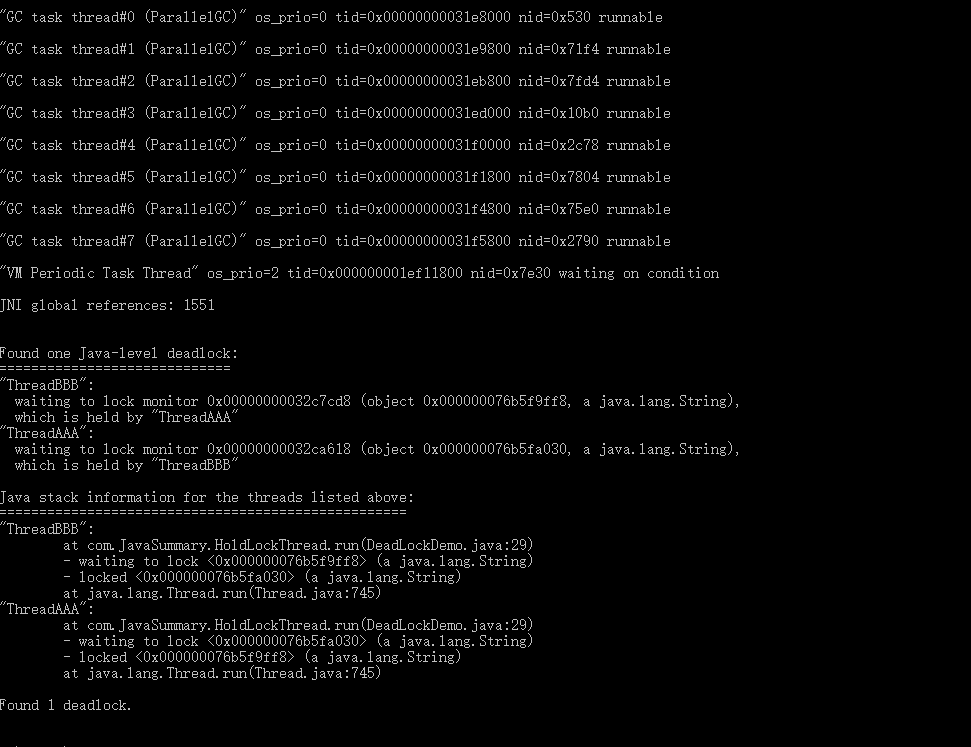 "GC task thread#0 (ParallelGC)" os_prio=0 tid=0x00000000031e8000 nid=0x530 runnable
"GC task thread#1 (ParallelGC)" os_prio=0 tid=0x00000000031e9800 nid=0x71f4 runnable
"GC task thread#2 (ParallelGC)" os_prio=0 tid=0x00000000031eb800 nid=0x7fd4 runnable
"GC task thread#3 (ParallelGC)" os_prio=0 tid=0x00000000031ed000 nid=0x10b0 runnable
"GC task thread#4 (ParallelGC)" os_prio=0 tid=0x00000000031f0000 nid=0x2c78 runnable
"GC task thread#5 (ParallelGC)" os_prio=0 tid=0x00000000031f1800 nid=0x7804 runnable
"GC task thread#6 (ParallelGC)" os_prio=0 tid=0x00000000031f4800 nid=0x75e0 runnable
"GC task thread#7 (ParallelGC)" os_prio=0 tid=0x00000000031f5800 nid=0x2790 runnable
"VM Periodic Task Thread" os_prio=2 tid=0x000000001ef11800 nid=0x7e30 waiting on condition
JNI global references: 1551
Found one Java-level deadlock:
=============================
"ThreadBBB":
waiting to lock monitor 0x00000000032c7cd8 (object 0x000000076b5f9ff8, a java.lang.String),
which is held by "ThreadAAA"
"ThreadAAA":
waiting to lock monitor 0x00000000032ca618 (object 0x000000076b5fa030, a java.lang.String),
which is held by "ThreadBBB"
Java stack information for the threads listed above:
===================================================
"ThreadBBB":
at com.JavaSummary.HoldLockThread.run(DeadLockDemo.java:29)
- waiting to lock <0x000000076b5f9ff8> (a java.lang.String)
- locked <0x000000076b5fa030> (a java.lang.String)
at java.lang.Thread.run(Thread.java:745)
"ThreadAAA":
at com.JavaSummary.HoldLockThread.run(DeadLockDemo.java:29)
- waiting to lock <0x000000076b5fa030> (a java.lang.String)
- locked <0x000000076b5f9ff8> (a java.lang.String)
at java.lang.Thread.run(Thread.java:745)
Found 1 deadlock.